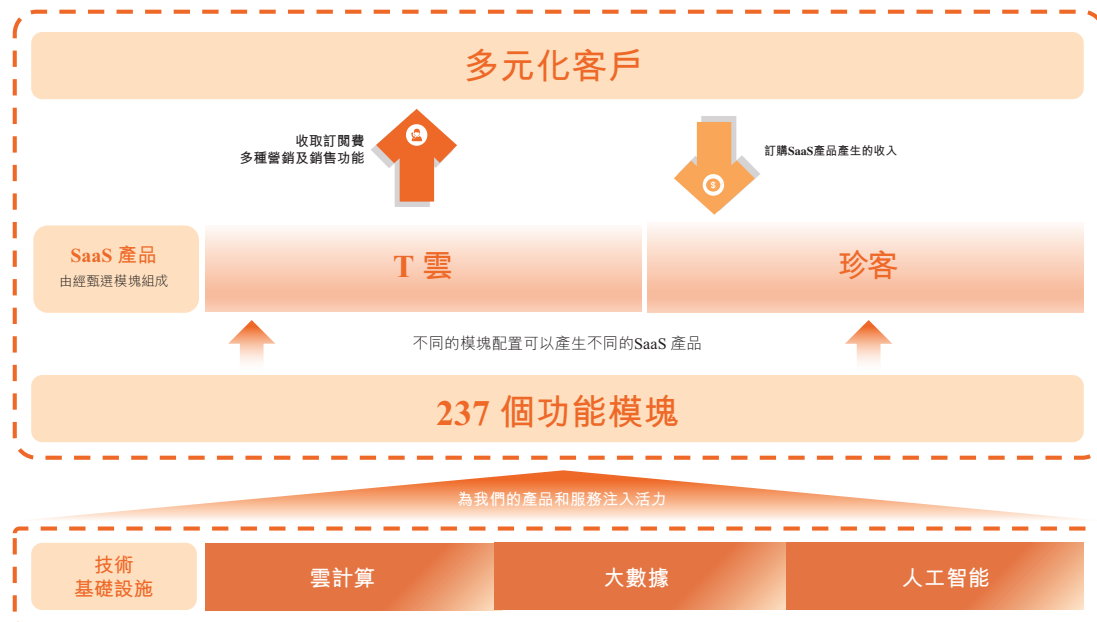 多元化客戶
收取訂閱費
多種營銷及銷售功能
訂購SaaS產品產生的收入
SaaS 產品
由經甄選模塊組成
T 雲
珍客
不同的模塊配置可以產生不同的SaaS 產品
237 個功能模塊
為我們的產品和服務注入活力
技術
基礎設施
雲計算
大數據
人工智能